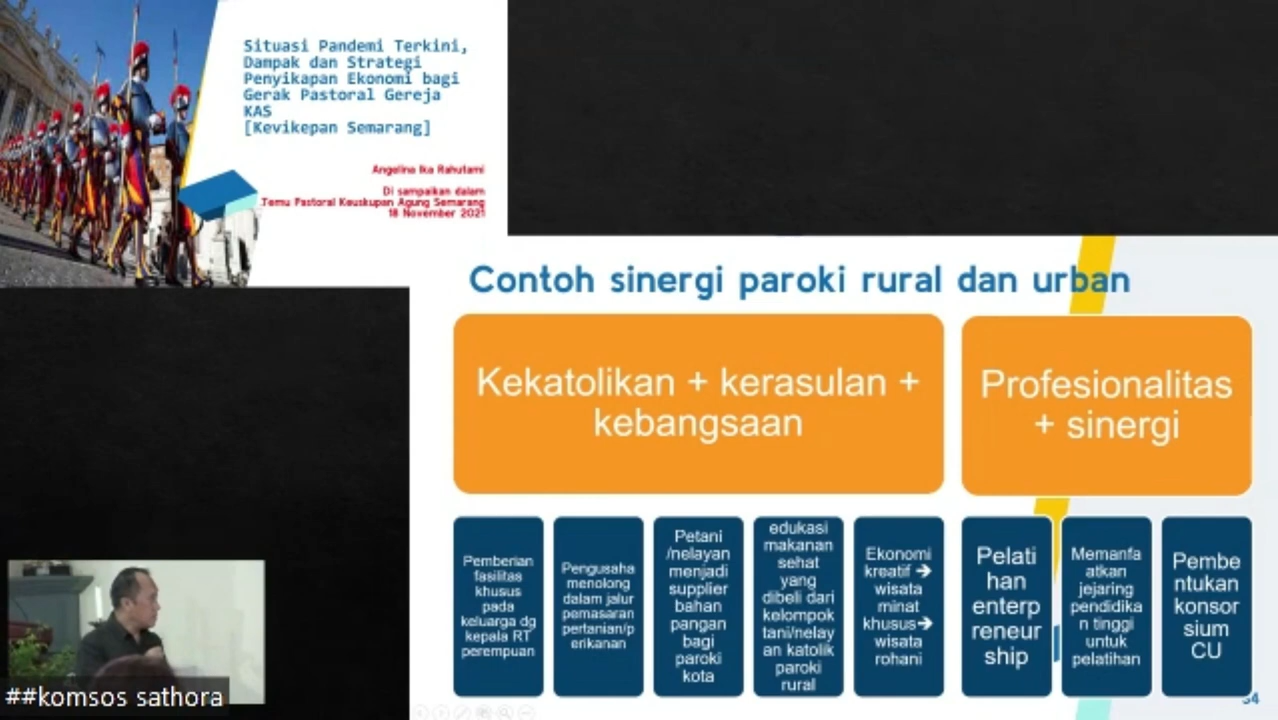 Situasi Pandemi Terkini,
Dampak dan Strategi
Penyikapan Ekonomi bagi
Gerak Pastoral Gereja
KAS
[Kevikepan Semarang]
Angelina Ika Rahutami
Di sampaikan dalam
Temu Pastoral Keuskupan Agung Semarang
18 November 2021
Contoh sinergi paroki rural dan urban
Kekatolikan + kerasulan +
kebangsaan
Profesionalitas
+ sinergi
Pemberian
fasilitas
khusus
pada
keluarga dg
kepala RT
perempuan
Pengusaha
menolong
dalam jalur
pemasaran
pertanian/p
erikanan
Petani
/nelayan
menjadi
supplier
bahan
pangan
bagi
paroki
kota
edukasi
makanan
sehat
yang
dibeli dari
kelompok
tani/nelay
an katolik
paroki
rural
Ekonomi
kreatif →
wisata
minat
khusus→
wisata
rohani
Pelati
han
enterp
reneur
ship
Memanfa
atkan
jejaring
pendidika
n tinggi
untuk
pelatihan
Pembe
ntukan
konsor
sium
CU
34
##komsos sathora